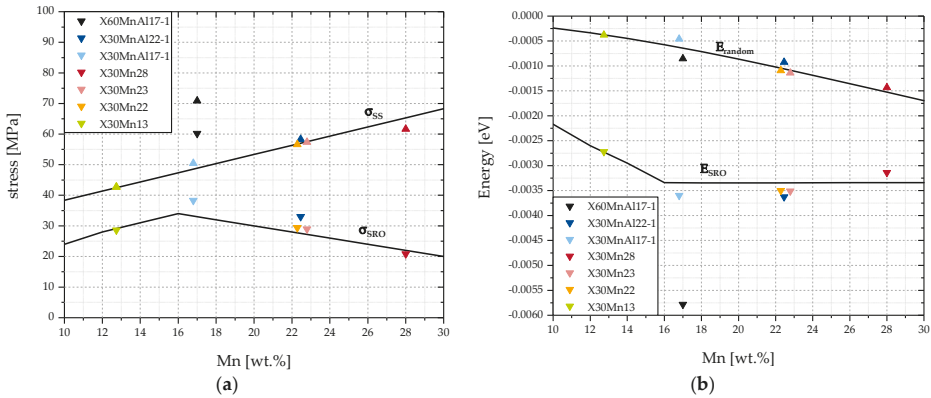 100
90
80
70
60
50
40
30
20
10
0
stress [MPa]
X60MnAl17-1
X30MnAl22-1
X30MnAl17-1
X30Mn28
X30Mn23
X30Mn22
X30Mn13
σSS
σSRO
10 12 14 16 18 20 22 24 26 28 30
Mn [wt.%]
(a)
0.0000
-0.0005
-0.0010
-0.0015
-0.0020
-0.0025
-0.0030
-0.0035
-0.0040
-0.0045
-0.0050
-0.0055
-0.0060
Energy [eV]
Erandom
ESRO
X60MnAl17-1
X30MnAl22-1
X30MnAl17-1
X30Mn28
X30Mn23
X30Mn22
X30Mn13
10 12 14 16 18 20 22 24 26 28 30
Mn [wt.%]
(b)